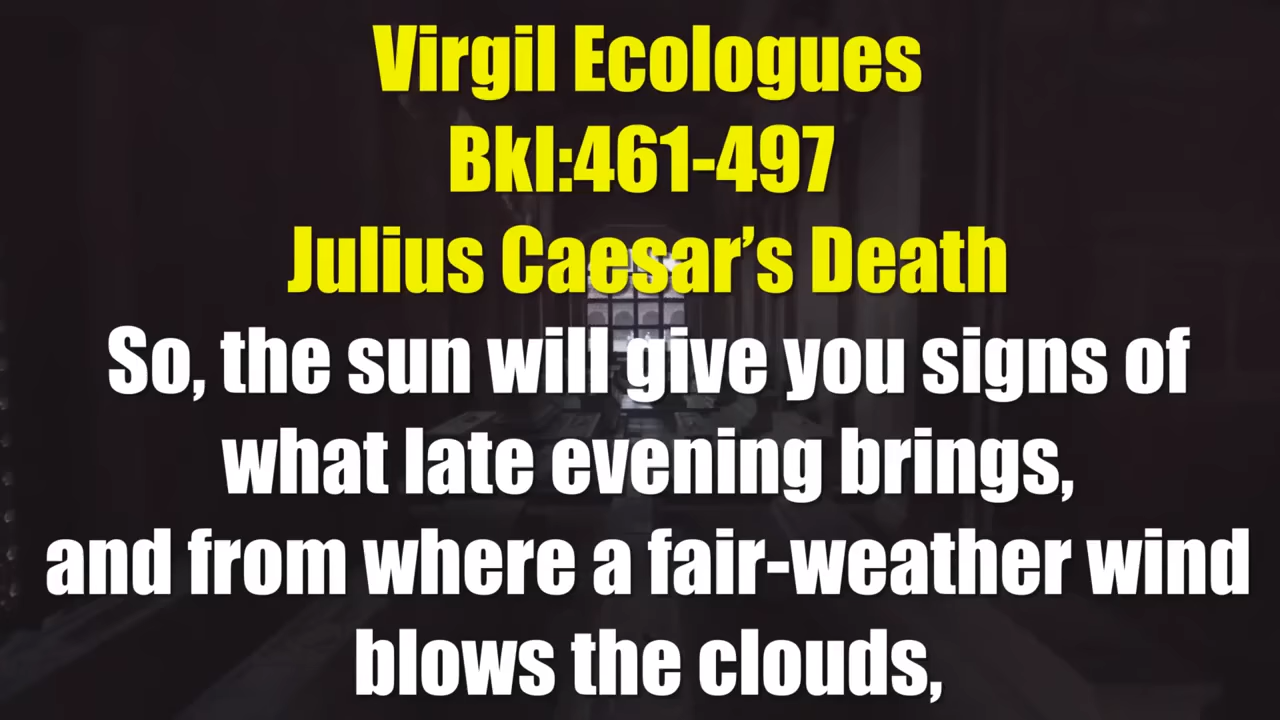 Virgil Ecologues
BkI:461-497
Julius Caesar’s Death
So, the sun will give you signs of
what late evening brings,
and from where a fair-weather wind
blows the clouds,